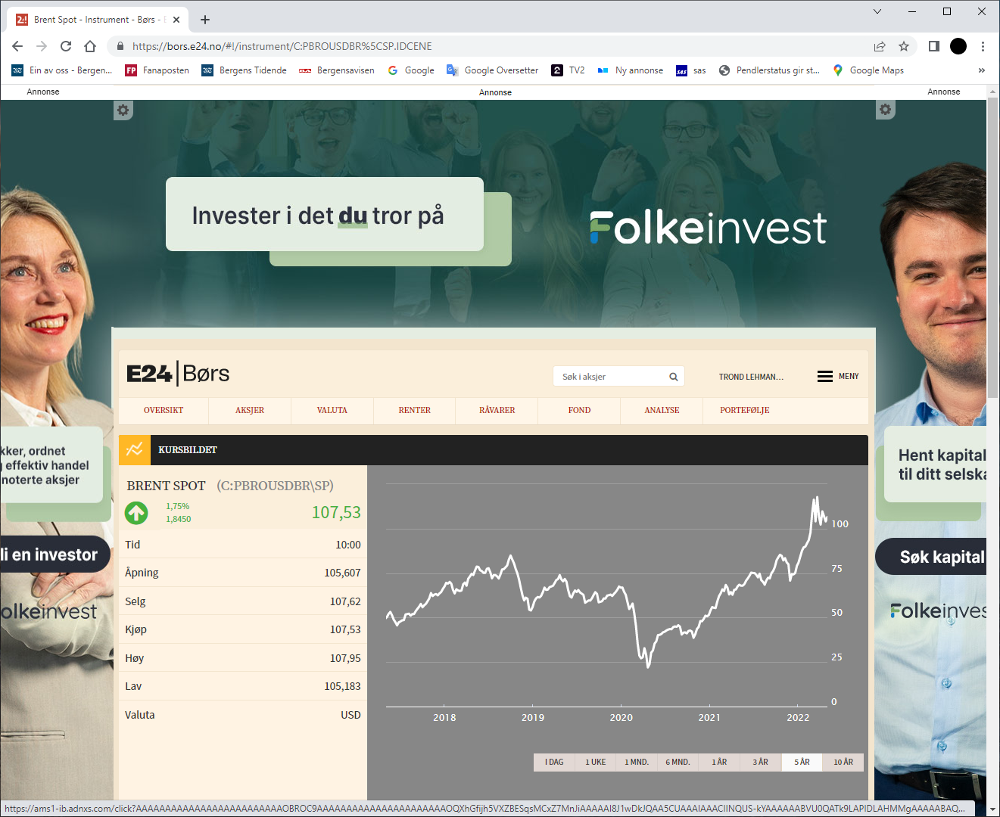 Brent Spot - Instrument - Børs -
https://bors.e24.no/#!/instrument/C:PBROUSDBR%5CSP.IDCENE
Ein av oss - Bergen... Fanaposten Bergens Tidende Bergensavisen Google Google Oversetter TV2 Ny annonse sas Pendlerstatus gir st... Google Maps »
Annonse Annonse Annonse
Invester i det du tror på
Folkeinvest
E24 Børs
Søk i aksjer
TROND LEHMAN...
MENY
OVERSIKT AKSJER VALUTA RENTER RÅVARER FOND ANALYSE PORTEFØLJE
kker, ordnet
g effektiv handel
noterte aksjer
li en investor
olkeinvest
Hent kapital
til ditt selska
Søk kapital
Folkeinves
KURSBILDET
BRENT SPOT (C:PBROUSDBR\SP)
1,75%
1,8450
107,53
Tid 10:00
Åpning 105,607
Selg 107,62
Kjøp 107,53
Høy 107,95
Lav 105,183
Valuta USD
100
75
50
25
0
2018 2019 2020 2021 2022
I DAG 1 UKE 1 MND. 6 MND. 1 ÅR 3 ÅR 5 ÅR 10 ÅR